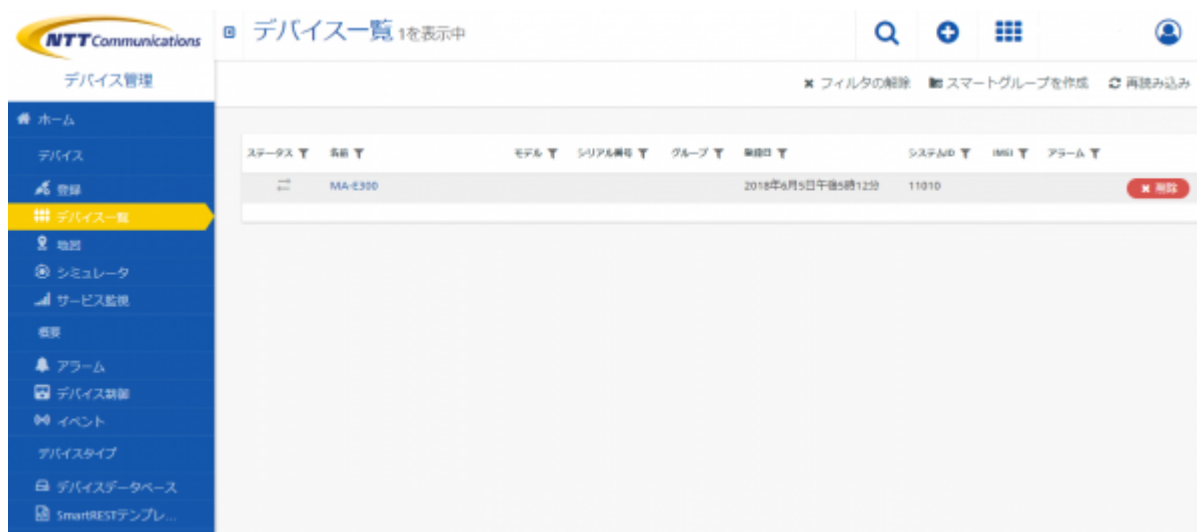 NTT Communications
デバイス一覧 1を表示中
デバイス管理
フィルタの解除 スマートグループを作成 再読み込み
ホーム
デバイス
登録
デバイス一覧
地図
シミュレータ
サービス監視
概要
アラーム
デバイス制御
イベント
デバイスタイプ
デバイスデータベース
SmartRESTテンプレ...
ステータス 名前 モデル シリアル番号 グループ 登録日 システムID IMEI アラーム
MA-E300 2018年6月5日午後5時12分 11010 削除